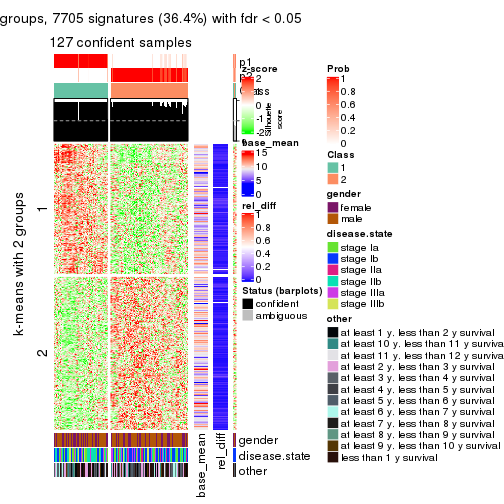 groups, 7705 signatures (36.4%) with fdr < 0.05
127 confident samples
p1
p2
Class
Silhouette
score
k-means with 2 groups
1
2
gender
disease.state
other
base_mean
rel_diff
z-score
2
1
0
-1
-2
base_mean
15
10
5
0
rel_diff
1
0.8
0.6
0.4
0.2
0
Status (barplots)
confident
ambiguous
Prob
1
0.8
0.6
0.4
0.2
0
Class
1
2
gender
female
male
disease.state
stage Ia
stage Ib
stage IIa
stage IIb
stage IIIa
stage IIIb
other
at least 1 y. less than 2 y survival
at least 10 y. less than 11 y survival
at least 11 y. less than 12 y survival
at least 2 y. less than 3 y survival
at least 3 y. less than 4 y survival
at least 4 y. less than 5 y survival
at least 5 y. less than 6 y survival
at least 6 y. less than 7 y survival
at least 7 y. less than 8 y survival
at least 8 y. less than 9 y survival
at least 9 y. less than 10 y survival
less than 1 y survival